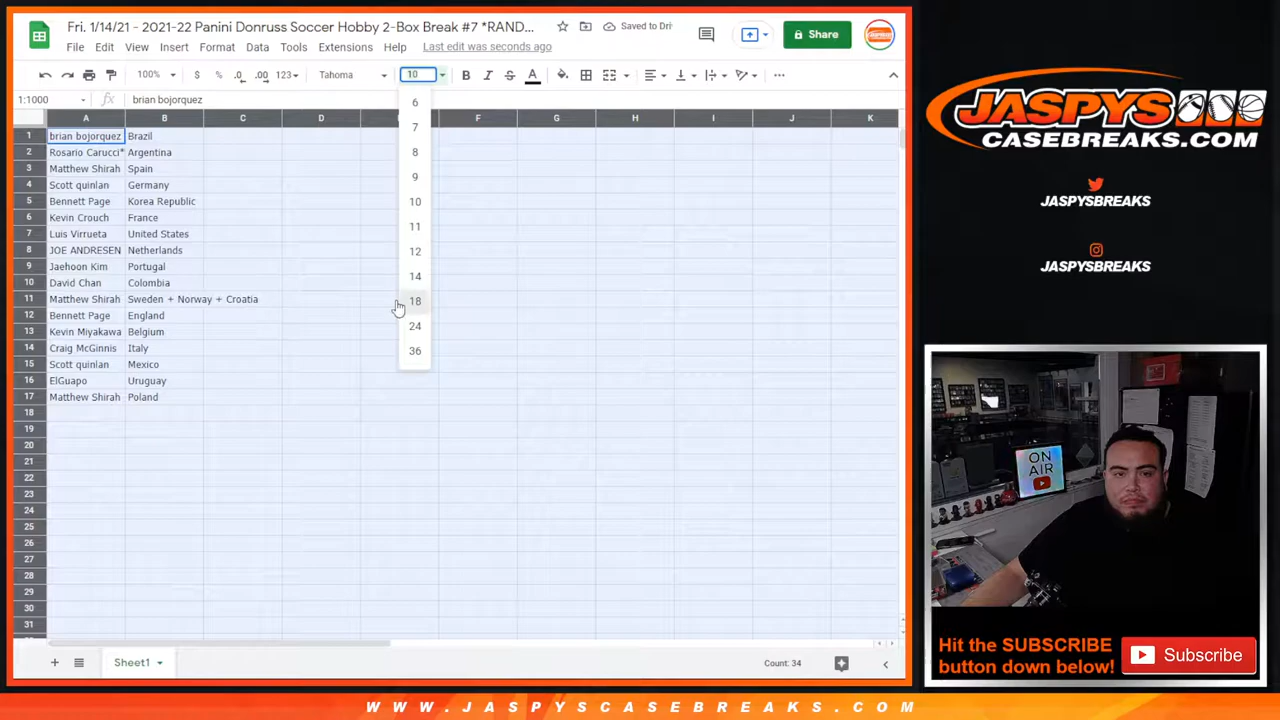 Fri. 1/14/21 - 2021-22 Panini Donruss Soccer Hobby 2-Box Break #7 *RAND...
Saved to Dri
Share
File Edit View Insert Format Data Tools Extensions Help Last edit was seconds ago
100% $ % .0 .00 123 Tahoma 10 B I S A
1:1000 fx brian bojorquez
A B C D F G H I J K
1 brian bojorquez Brazil
2 Rosario Carucci* Argentina
3 Matthew Shirah Spain
4 Scott quinlan Germany
5 Bennett Page Korea Republic
6 Kevin Crouch France
7 Luis Virrueta United States
8 JOE ANDRESEN Netherlands
9 Jaehoon Kim Portugal
10 David Chan Colombia
11 Matthew Shirah Sweden + Norway + Croatia
12 Bennett Page England
13 Kevin Miyakawa Belgium
14 Craig McGinnis Italy
15 Scott quinlan Mexico
16 ElGuapo Uruguay
17 Matthew Shirah Poland
18
19
20
21
22
23
24
25
26
27
28
29
30
31
6
7
8
9
10
11
12
14
18
24
36
Sheet1
Count: 34
JASPYS
CASEBREAKS.COM
JASPYSBREAKS
JASPYSBREAKS
ON
AIR
Hit the SUBSCRIBE
button down below!
Subscribe
WWW.JASPYSCASEBREAKS.COM